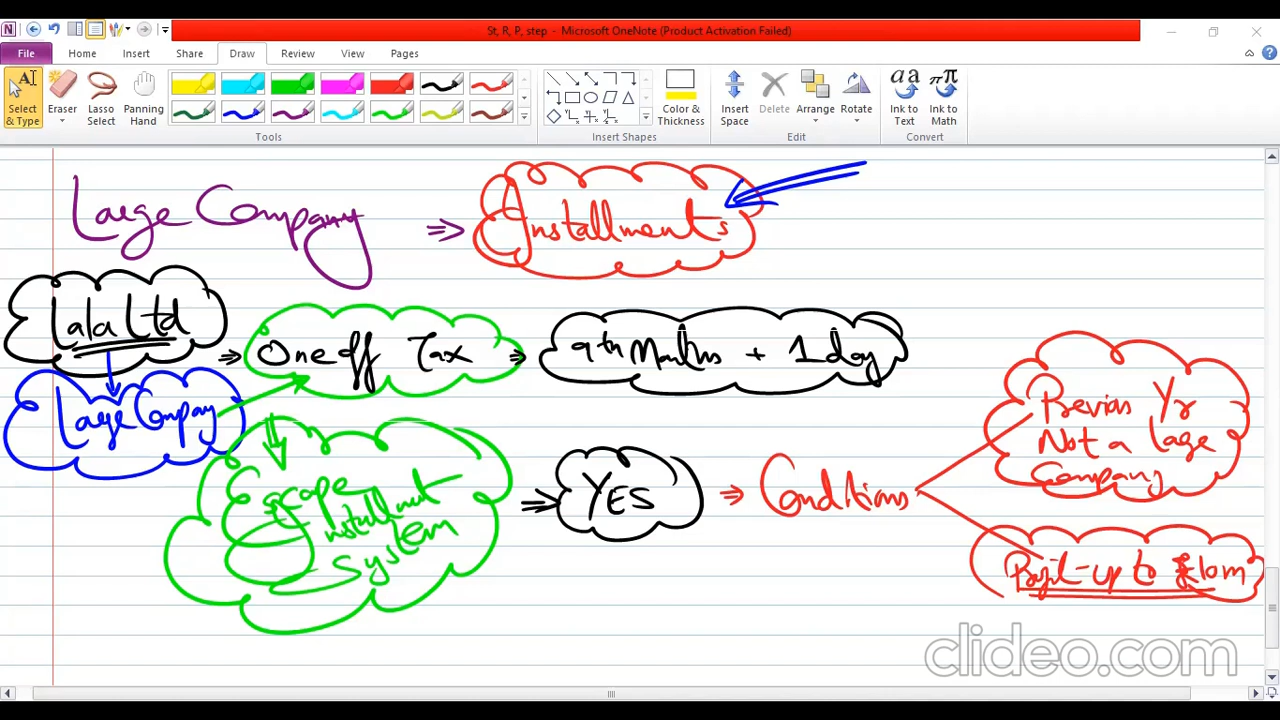 St, R, P, step - Microsoft OneNote (Product Activation Failed)
File Home Insert Share Draw Review View Pages
Select & Type
Eraser
Lasso Select
Panning Hand
Color & Thickness
Insert Space
Delete
Arrange
Rotate
Ink to Text
Ink to Math
Tools
Insert Shapes
Edit
Convert
Large Company ⇒ Installments
Lala Ltd ⇒ One off Tax ⇒ 9th Months + 1 day
Large Compay
Escape
installment
System
⇒ YES ⇒ Conditions
Previous Yr
Not a lage
Company
Profit-up to £10m
clideo.com